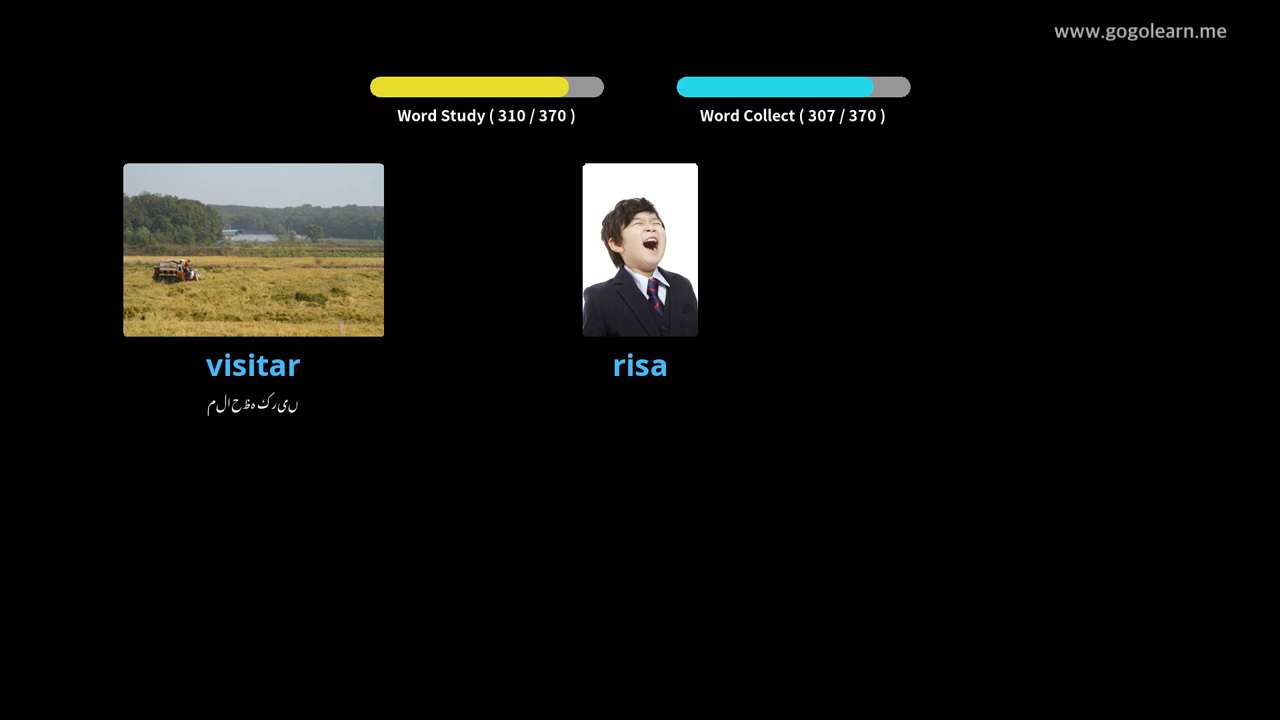 www.gogolearn.me
Word Study ( 310 / 370 )
Word Collect ( 307 / 370 )
visitar
risa
ملاحظہ کریں